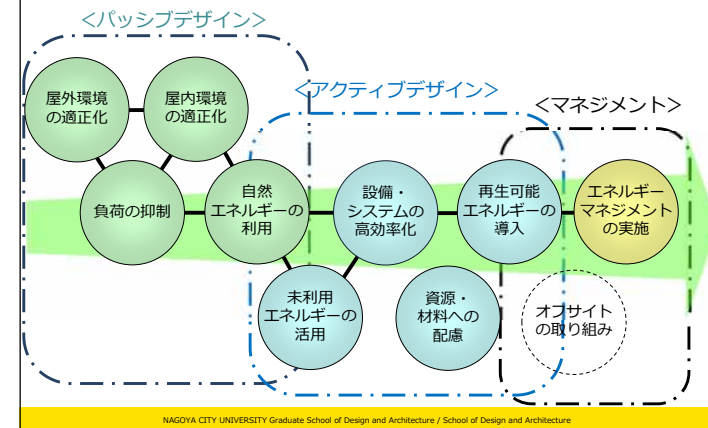 <パッシブデザイン>
<アクティブデザイン>
<マネジメント>
屋外環境
の適正化
屋内環境
の適正化
負荷の抑制
自然
エネルギーの
利用
設備・
システムの
高効率化
再生可能
エネルギーの
導入
エネルギー
マネジメント
の実施
未利用
エネルギーの
活用
資源・
材料への
配慮
オフサイト
の取り組み
NAGOYA CITY UNIVERSITY Graduate School of Design and Architecture / School of Design and Architecture